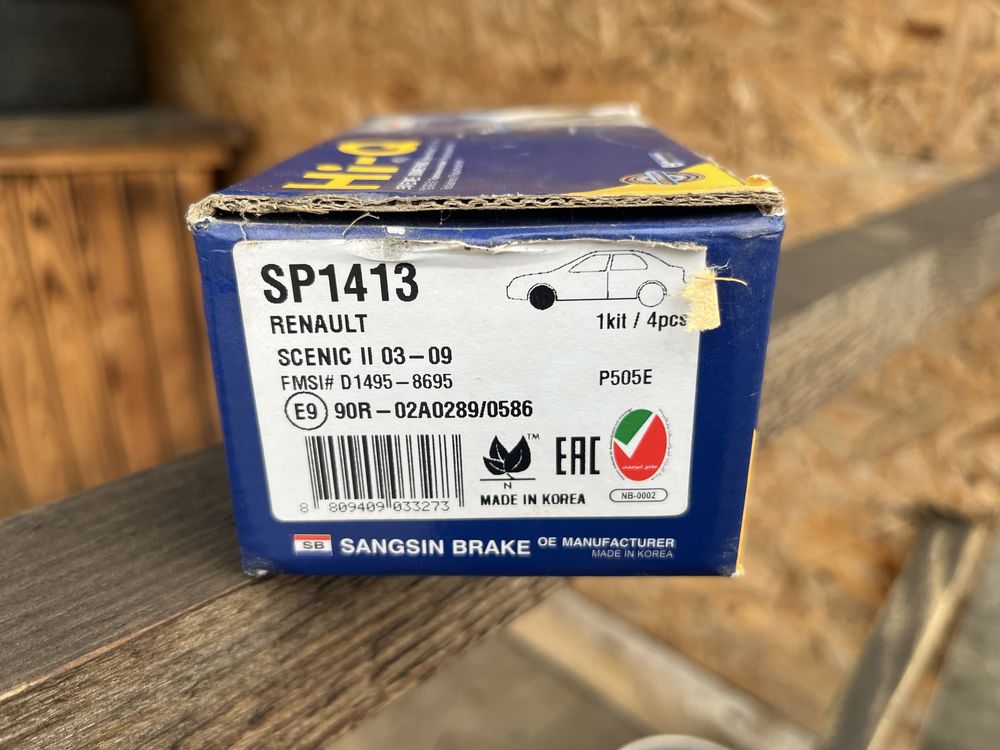 Hi-Q
SP1413
RENAULT
1kit / 4pcs
SCENIC II 03-09
FMSI# D1495-8695
P505E
E9 90R-02A0289/0586
TM
EAC
N
MADE IN KOREA
NB-0002
8 809409 033273
SB SANGSIN BRAKE OE MANUFACTURER
MADE IN KOREA